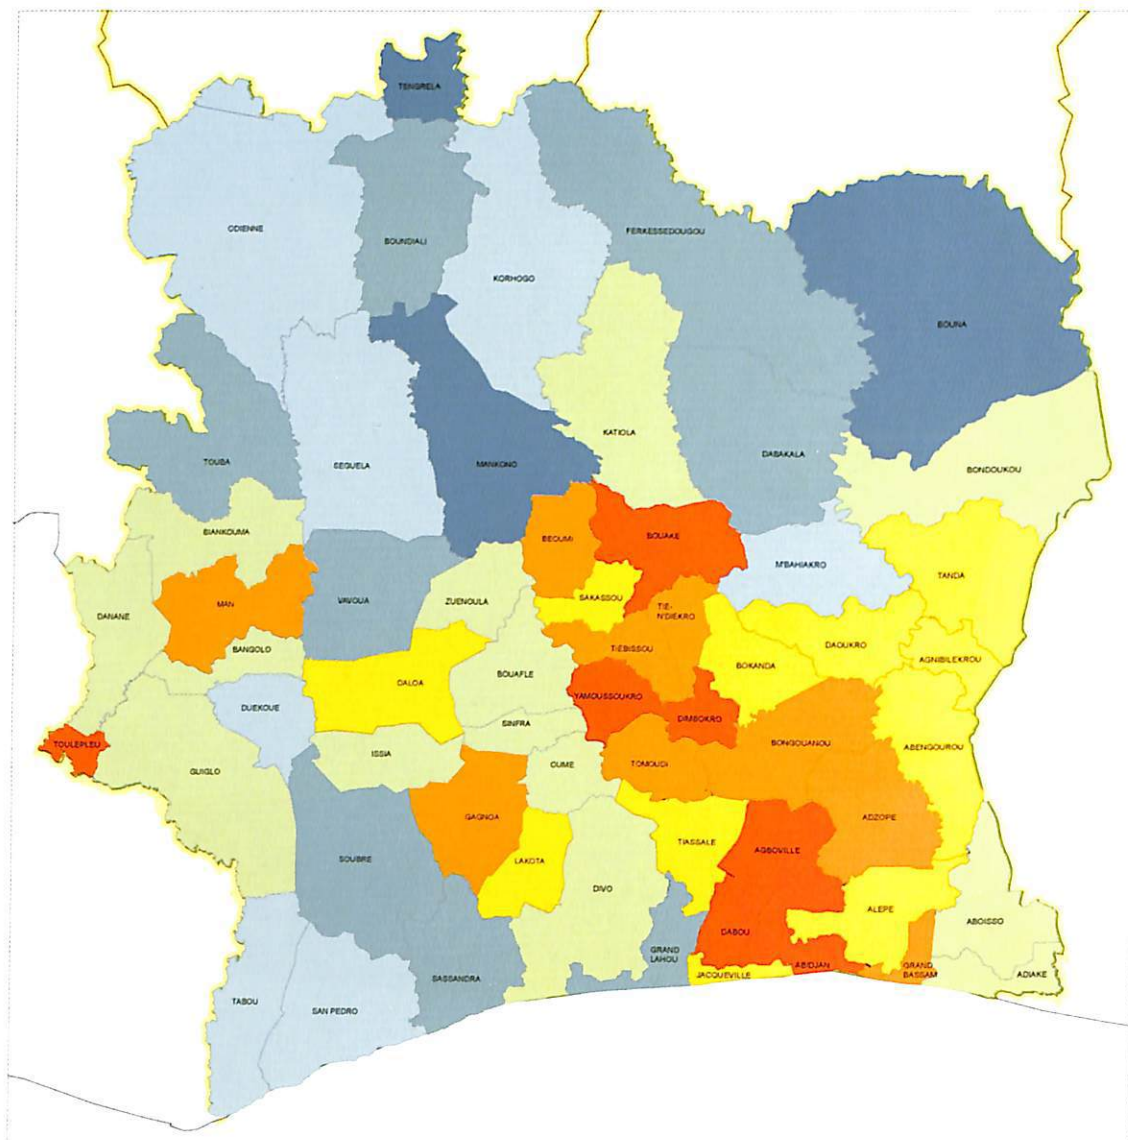 TENGRELA
ODIENNE
BOUNDIALI
FERKESSEDOUGOU
KORHOGO
BOUNA
KATIOLA
DABAKALA
TOUBA
SEGUELA
MANKONO
BONDOUKOU
BIANKOUMA
BEOUMI
BOUAKE
M'BAHIAKRO
TANDA
MAN
VAVOUA
ZUENOULA
SAKASSOU
DANANE
TIE-
N'DIEKRO
BANGOLO
TIEBISSOU
DAOUKRO
AGNIBILEKROU
BOKANDA
BOUAFLE
DALOA
YAMOUSSOUKRO
DUEKOUE
SINFRA
DIMBOKRO
TOULEPLEU
BONGOUANOU
ABENGOUROU
ISSIA
OUME
TOMOUDI
GUIGLO
GAGNOA
ADZOPE
TIASSALE
AGBOVILLE
SOUBRE
LAKOTA
DIVO
ALEPE
ABOISSO
DABOU
GRAND
LAHOU
ABIDJAN
GRAND
BASSAM
JACQUEVILLE
ADIAKE
SASSANDRA
TABOU
SAN PEDRO